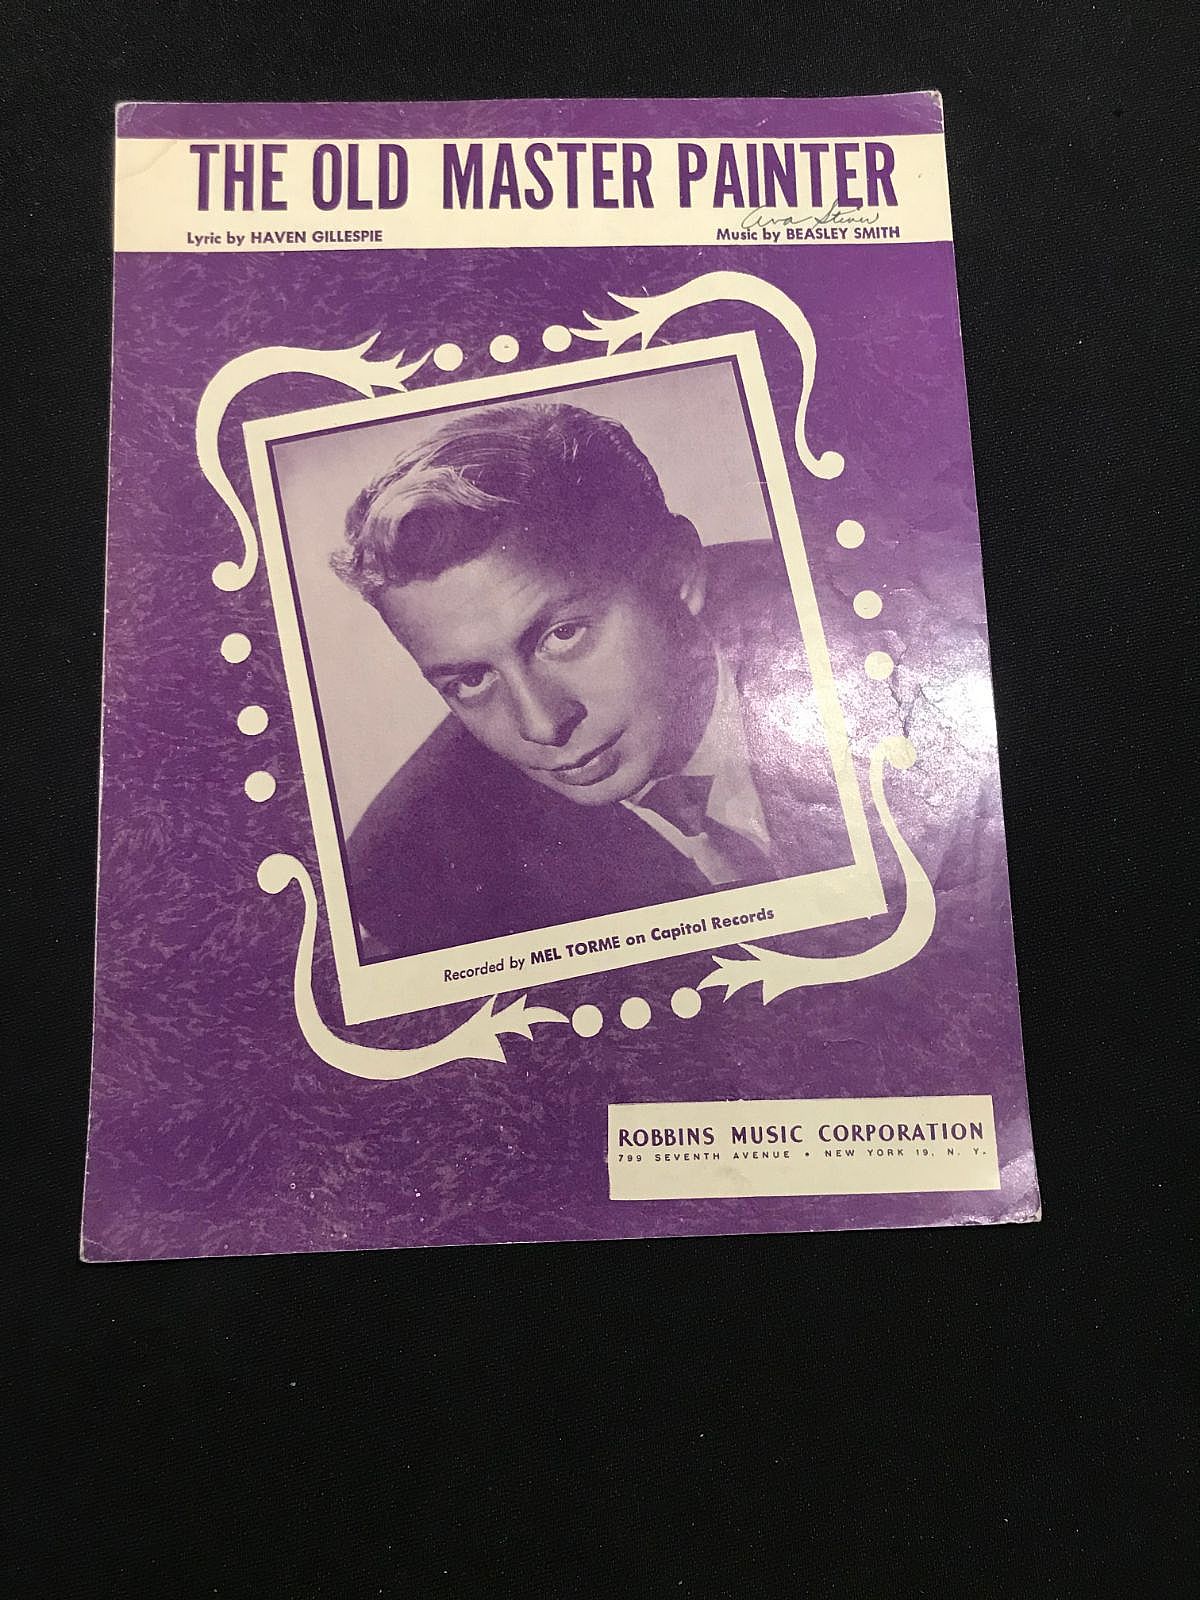 THE OLD MASTER PAINTER
Ava
Lyric by HAVEN GILLESPIE
Music by BEASLEY SMITH
Recorded by MEL TORME on Capitol Records
ROBBINS MUSIC CORPORATION
799 SEVENTH AVENUE • NEW YORK 19, N. Y.